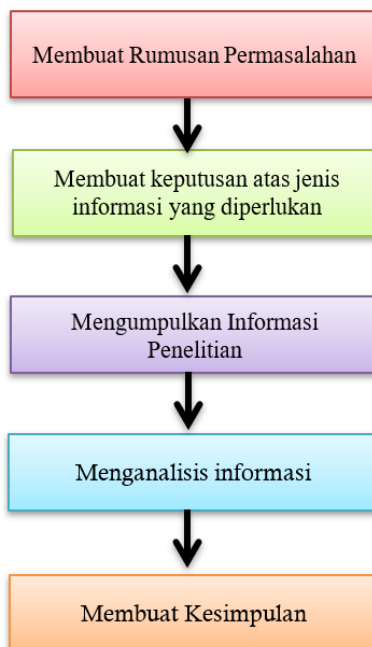 Membuat Rumusan Permasalahan
Membuat keputusan atas jenis
informasi yang diperlukan
Mengumpulkan Informasi
Penelitian
Menganalisis informasi
Membuat Kesimpulan